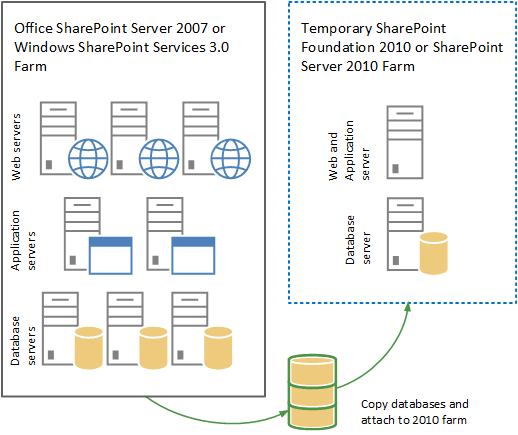 Office SharePoint Server 2007 or
Windows SharePoint Services 3.0
Farm
Web servers
Application
servers
Database
servers
Temporary SharePoint
Foundation 2010 or SharePoint
Server 2010 Farm
Web and
Application
server
Database
server
Copy databases and
attach to 2010 farm